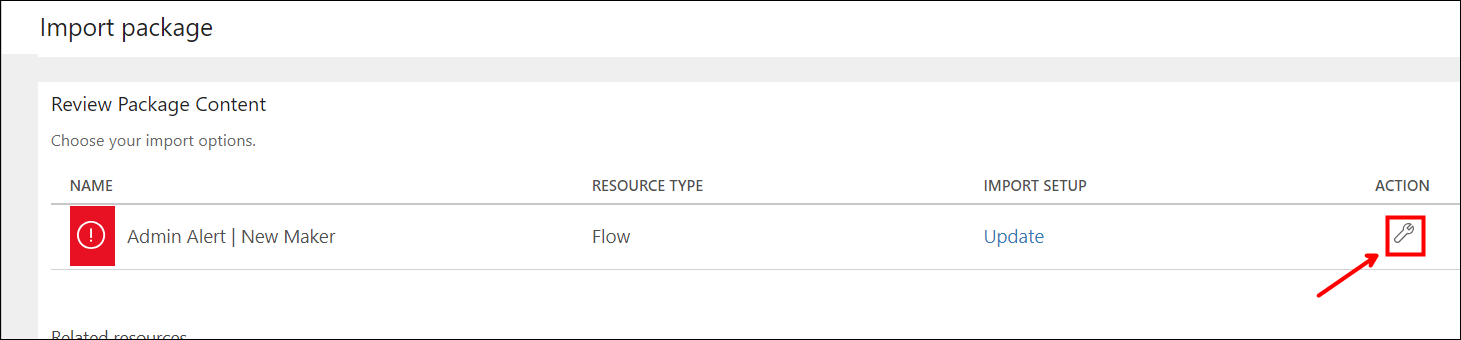 Import package
Review Package Content
Choose your import options.
NAME RESOURCE TYPE IMPORT SETUP ACTION
Admin Alert | New Maker Flow Update
Related resources